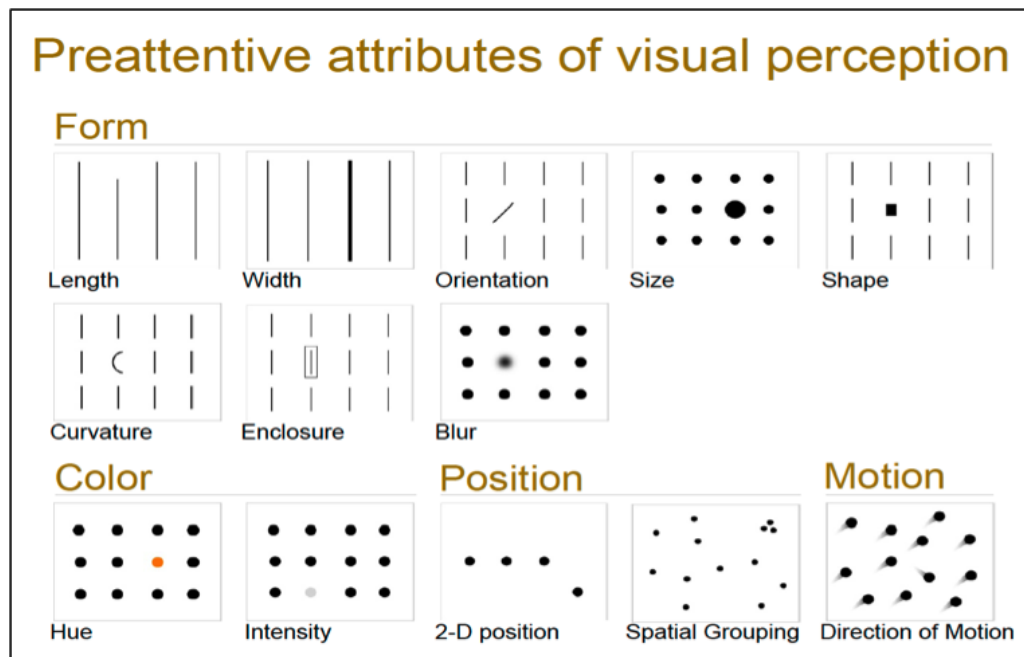 Preattentive attributes of visual perception
Form
Length
Width
Orientation
Size
Shape
Curvature
Enclosure
Blur
Color
Position
Motion
Hue
Intensity
2-D position
Spatial Grouping
Direction of Motion